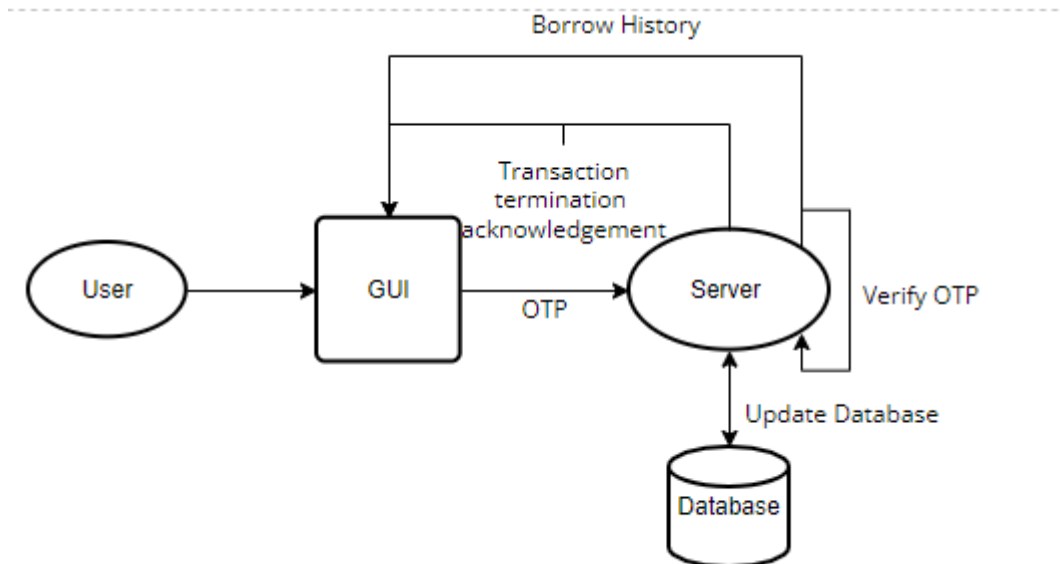 Borrow History
Transaction
termination
acknowledgement
User
GUI
OTP
Server
Verify OTP
Update Database
Database